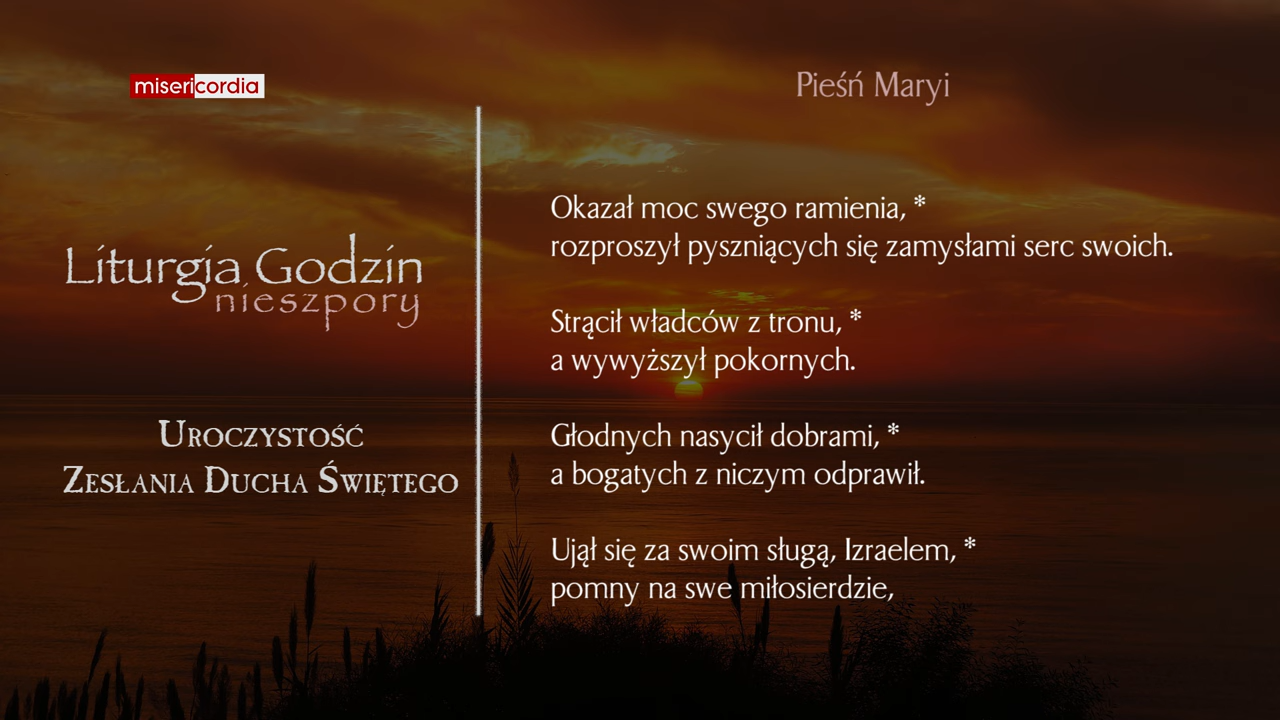 misericordia
Liturgia Godzin
nieszpory
Uroczystość
Zesłania Ducha Świętego
Pieśń Maryi
Okazał moc swego ramienia, *
rozproszył pyszniących się zamysłami serc swoich.
Strącił władców z tronu, *
a wywyższył pokornych.
Głodnych nasycił dobrami, *
a bogatych z niczym odprawił.
Ujął się za swoim sługą, Izraelem, *
pomny na swe miłosierdzie,